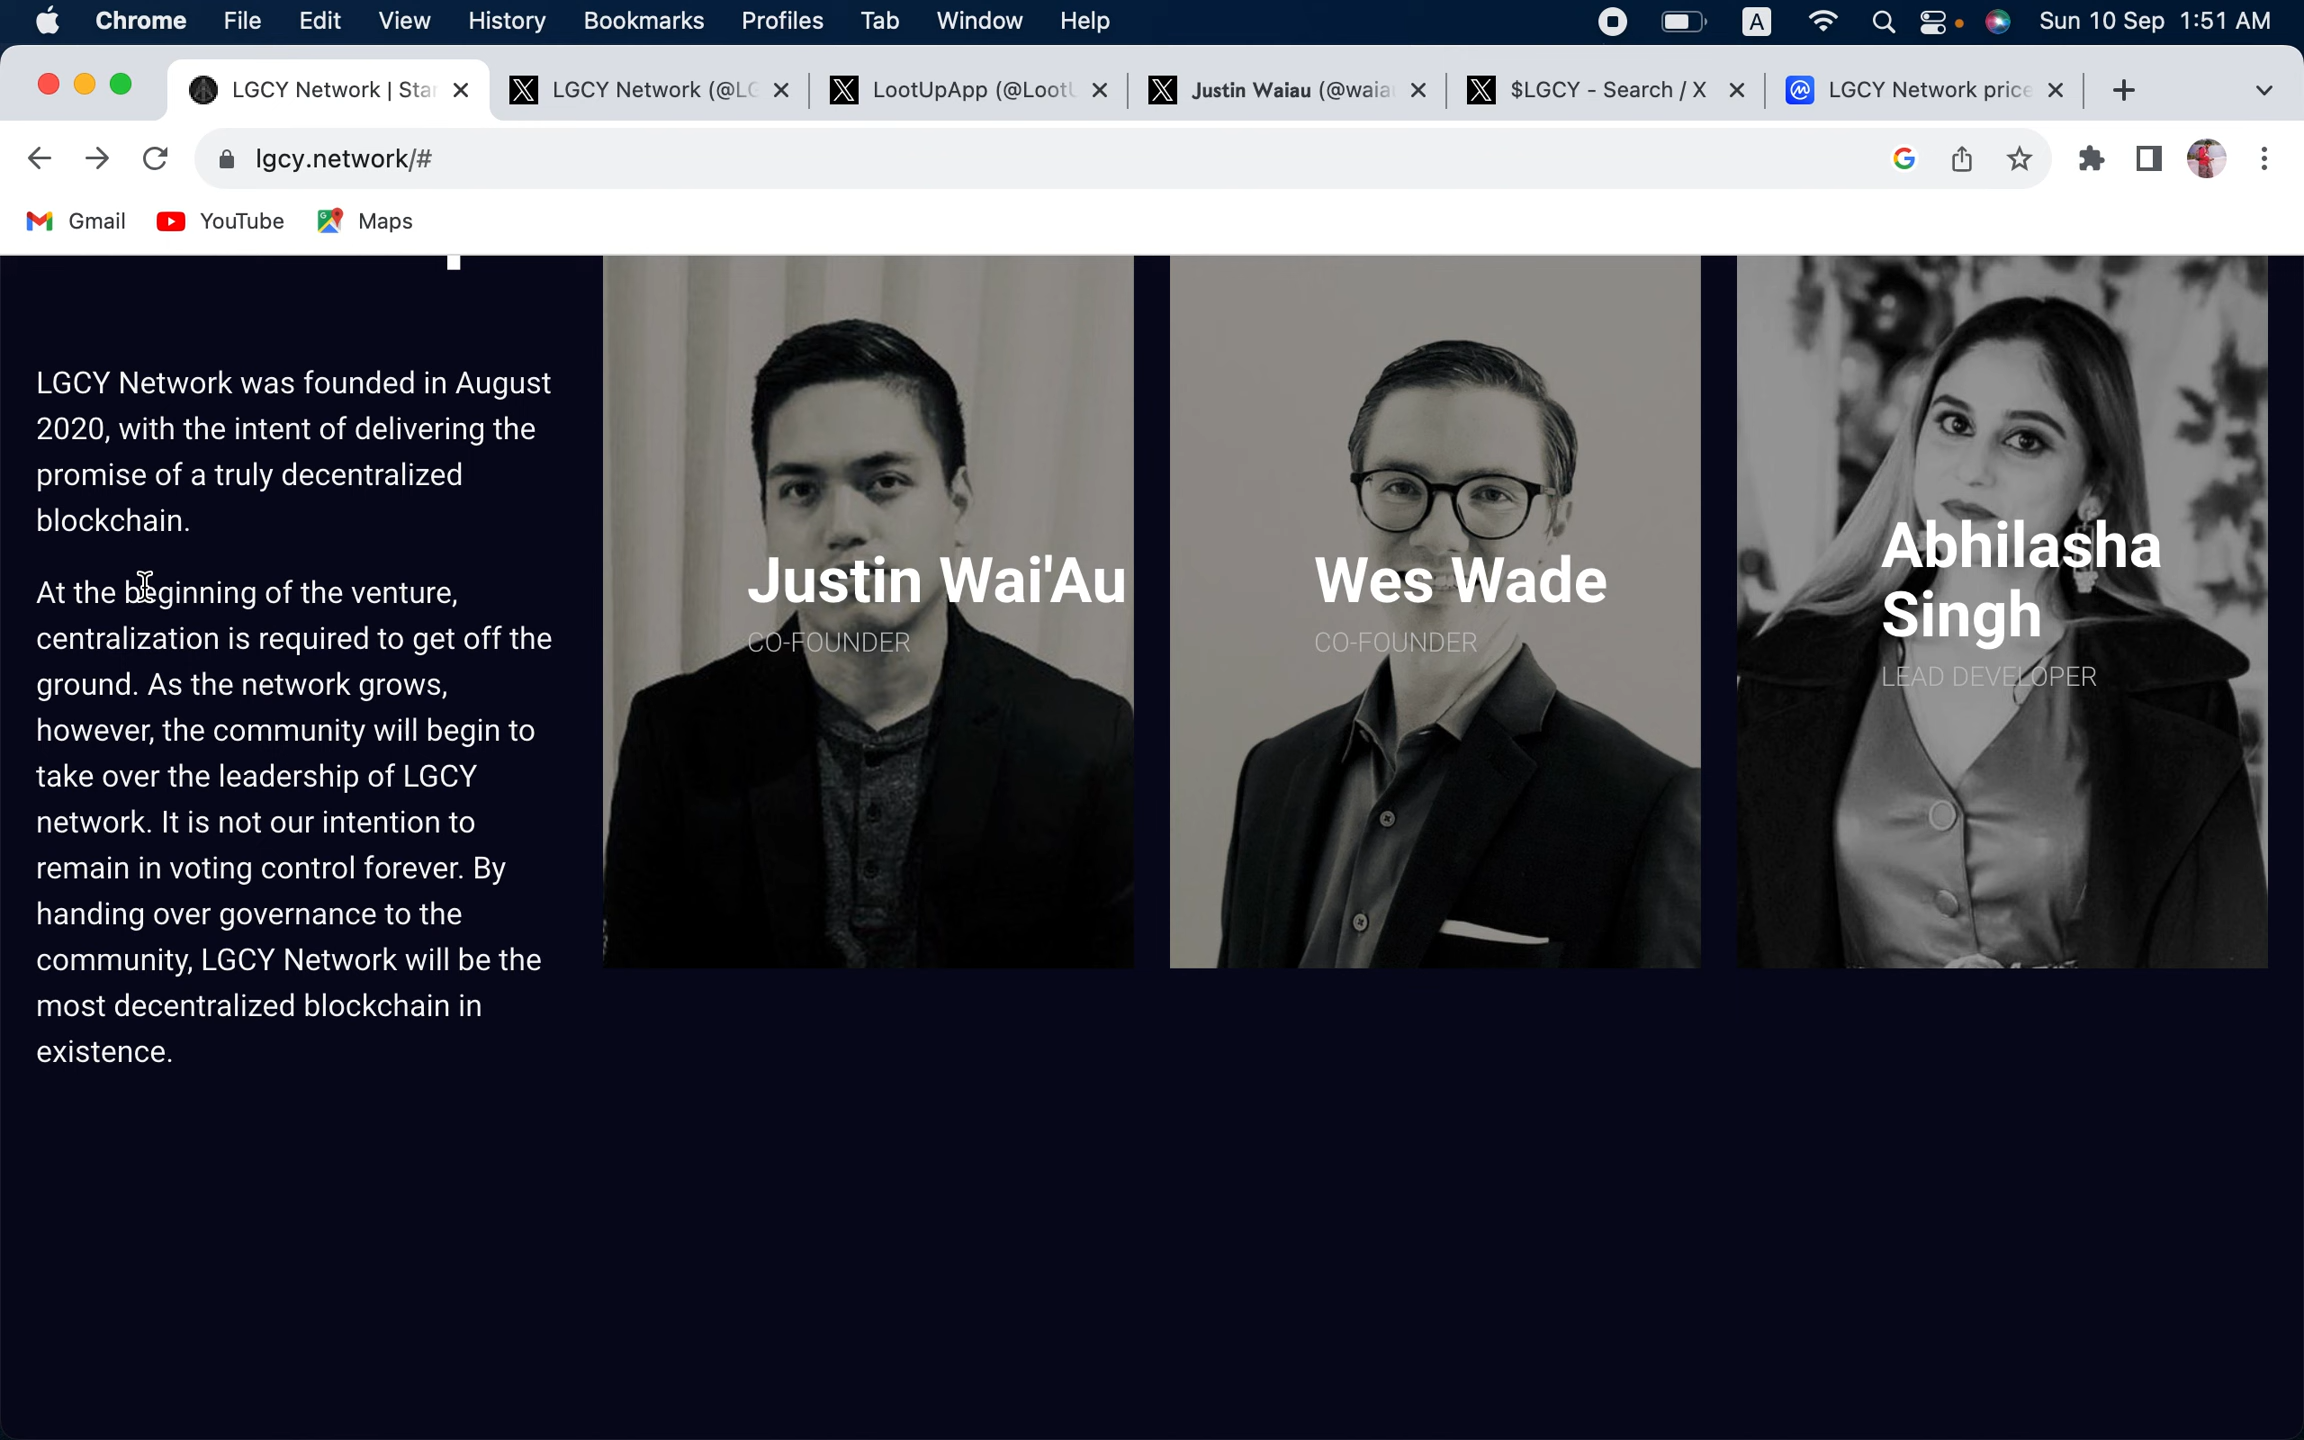 Chrome File Edit View History Bookmarks Profiles Tab Window Help A Sun 10 Sep 1:51 AM
LGCY Network | Star LGCY Network (@LG LootUpApp (@Loot Justin Waiau (@waia $LGCY - Search / X LGCY Network price
lgcy.network/#
Gmail YouTube Maps
LGCY Network was founded in August
2020, with the intent of delivering the
promise of a truly decentralized
blockchain.
At the beginning of the venture,
centralization is required to get off the
ground. As the network grows,
however, the community will begin to
take over the leadership of LGCY
network. It is not our intention to
remain in voting control forever. By
handing over governance to the
community, LGCY Network will be the
most decentralized blockchain in
existence.
Justin Wai'Au
CO-FOUNDER
Wes Wade
CO-FOUNDER
Abhilasha
Singh
LEAD DEVELOPER